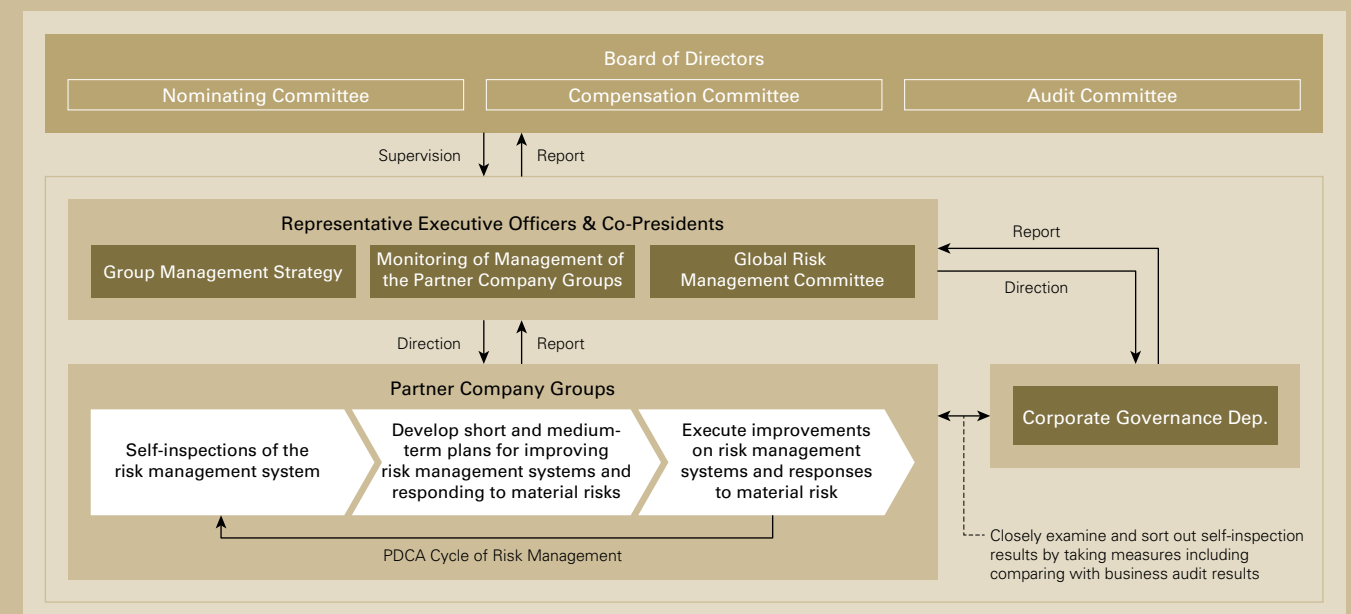 Board of Directors
Nominating Committee
Compensation Committee
Audit Committee
Supervision
Report
Representative Executive Officers & Co-Presidents
Group Management Strategy
Monitoring of Management of
the Partner Company Groups
Global Risk
Management Committee
Report
Direction
Direction
Report
Partner Company Groups
Self-inspections of the
risk management system
Develop short and medium-
term plans for improving
risk management systems and
responding to material risks
Execute improvements
on risk management
systems and responses
to material risk
PDCA Cycle of Risk Management
Corporate Governance Dep.
Closely examine and sort out self-inspection
results by taking measures including
comparing with business audit results